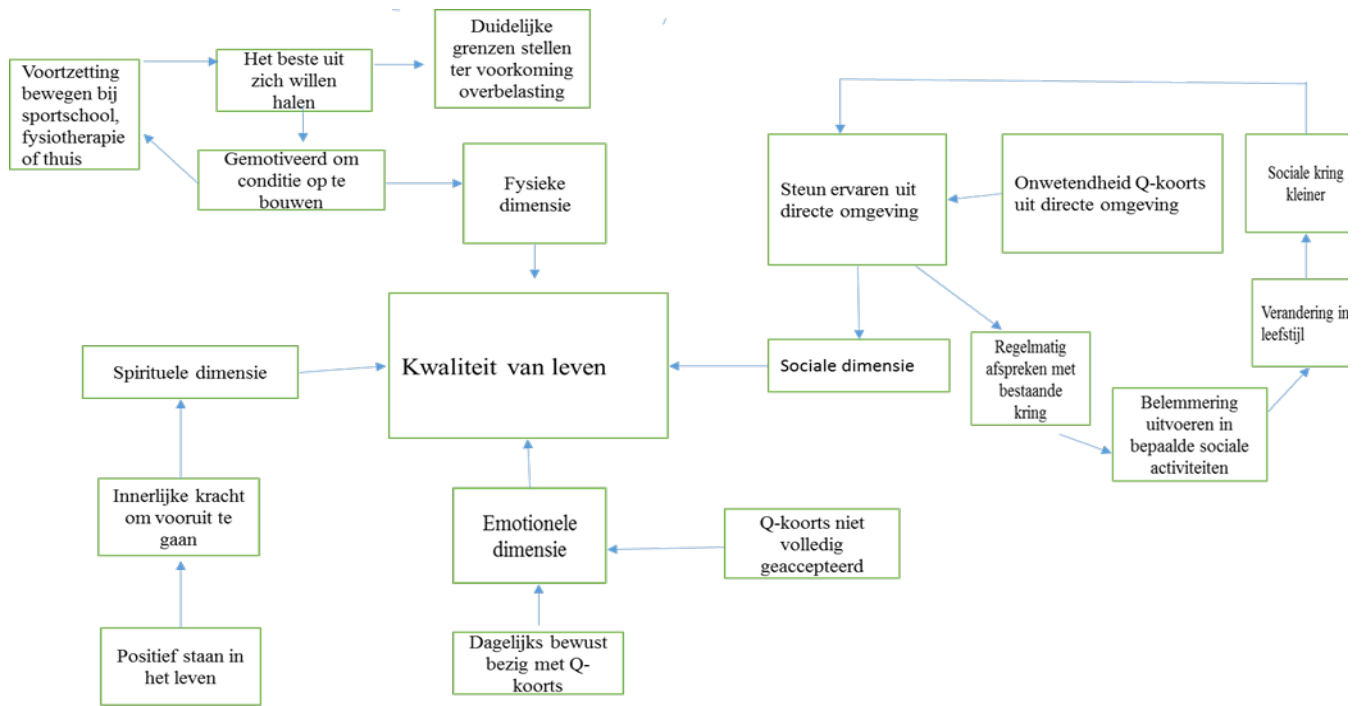 Duidelijke
grenzen stellen
ter voorkoming
overbelasting
Het beste uit
zich willen
halen
Voortzetting
bewegen bij
sportschool,
fysiotherapie
of thuis
Gemotiveerd om
conditie op te
bouwen
Fysieke
dimensie
Steun ervaren uit
directe omgeving
Onwetendheid Q-koorts
uit directe omgeving
Sociale kring
kleiner
Verandering in
leefstijl
Kwaliteit van leven
Spirituele dimensie
Sociale dimensie
Regelmatig
afspreken met
bestaande
kring
Belemmering
uitvoeren in
bepaalde sociale
activiteiten
Innerlijke kracht
om vooruit te
gaan
Emotionele
dimensie
Q-koorts niet
volledig
geaccepteerd
Positief staan in
het leven
Dagelijks bewust
bezig met Q-
koorts